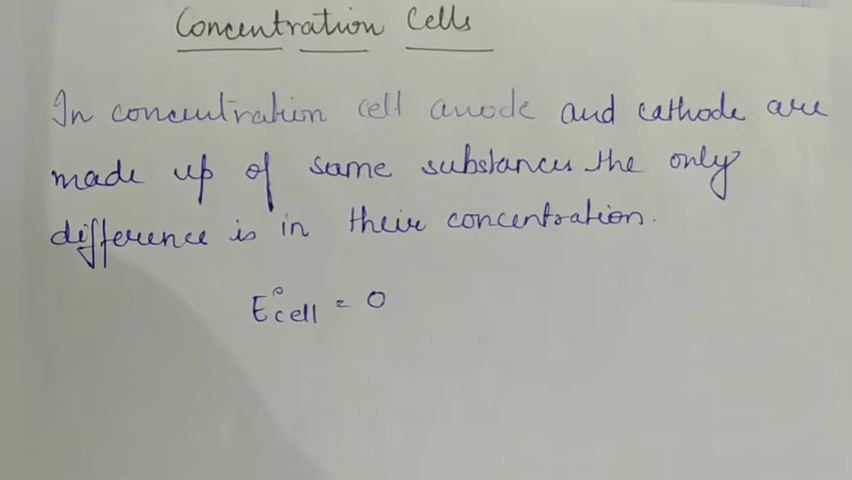 Concentration Cells
In concentration cell anode and cathode are
made up of same substances the only
difference is in their concentration.
E°cell = 0